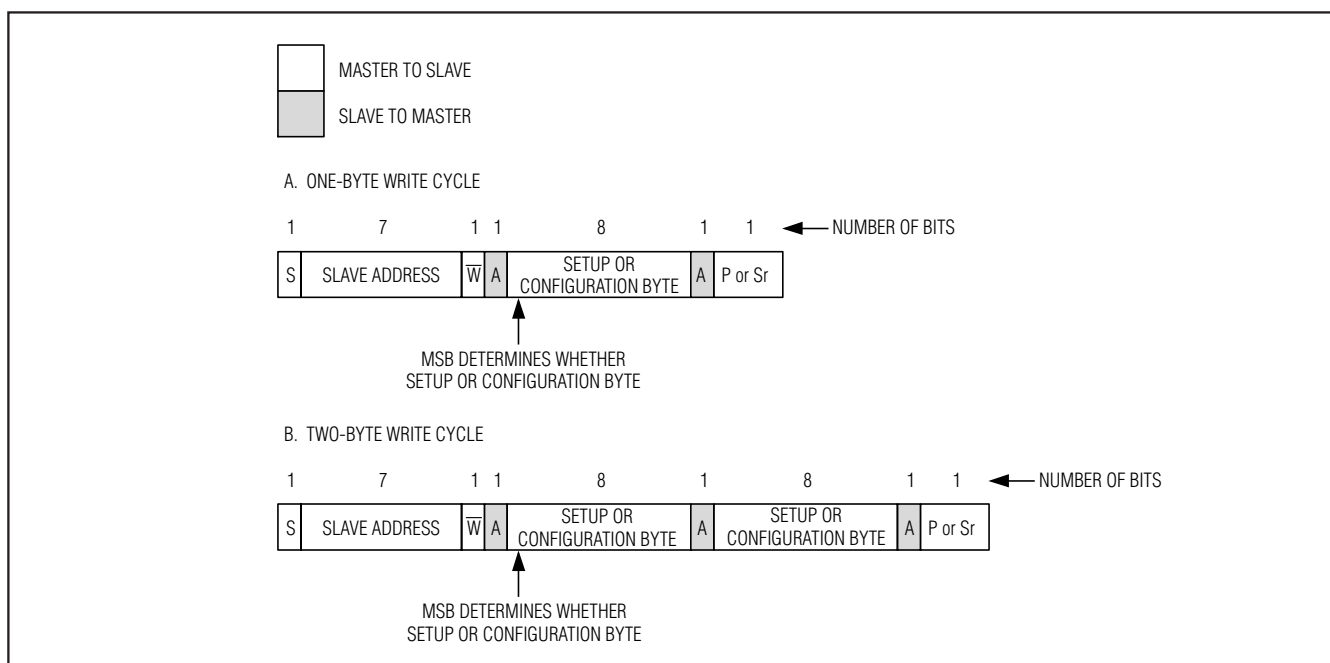 MASTER TO SLAVE
SLAVE TO MASTER
A. ONE-BYTE WRITE CYCLE
1 7 1 1 8 1 1 NUMBER OF BITS
S SLAVE ADDRESS W̅ A SETUP OR CONFIGURATION BYTE A P or Sr
MSB DETERMINES WHETHER
SETUP OR CONFIGURATION BYTE
B. TWO-BYTE WRITE CYCLE
1 7 1 1 8 1 8 1 1 NUMBER OF BITS
S SLAVE ADDRESS W̅ A SETUP OR CONFIGURATION BYTE A SETUP OR CONFIGURATION BYTE A P or Sr
MSB DETERMINES WHETHER
SETUP OR CONFIGURATION BYTE